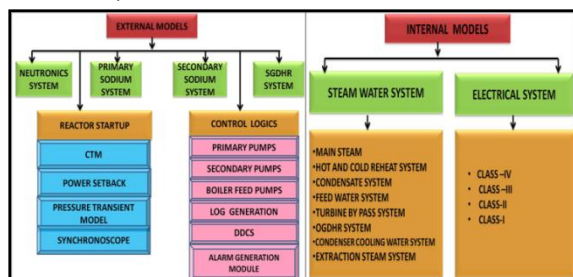 EXTERNAL MODELS
NEUTRONICS
SYSTEM
PRIMARY
SODIUM
SYSTEM
SECONDARY
SODIUM
SYSTEM
SGDHR
SYSTEM
REACTOR STARTUP
CTM
POWER SETBACK
PRESSURE TRANSIENT
MODEL
SYNCHRONOSCOPE
CONTROL LOGICS
PRIMARY PUMPS
SECONDARY PUMPS
BOILER FEED PUMPS
LOG GENERATION
DDCS
ALARM GENERATION
MODULE
INTERNAL MODELS
STEAM WATER SYSTEM
•MAIN STEAM
•HOT AND COLD REHEAT SYSTEM
•CONDENSATE SYSTEM
•FEED WATER SYSTEM
•TURBINE BY PASS SYSTEM
•OGDHR SYSTEM
•CONDENSER COOLING WATER SYSTEM
•EXTRACTION STEAM SYSTEM
ELECTRICAL SYSTEM
• CLASS –IV
• CLASS –III
• CLASS-II
• CLASS-I